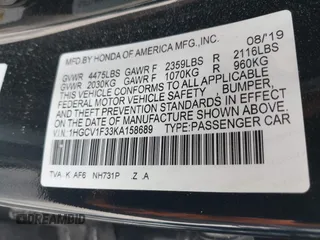 MFD.BY HONDA OF AMERICA MFG.,INC. 08/19
GVWR 4475LBS GAWR F 2359LBS R 2116LBS
GVWR 2030KG GAWR F 1070KG R 960KG
THIS VEHICLE CONFORMS TO ALL APPLICABLE
FEDERAL MOTOR VEHICLE SAFETY, BUMPER,
AND THEFT PREVENTION STANDARDS IN EFFECT
ON THE DATE OF MANUFACTURE SHOWN ABOVE.
V.I.N.:1HGCV1F33KA158689 TYPE:PASSENGER CAR
TVA K AF6 NH731P Z .A
DREAMBID